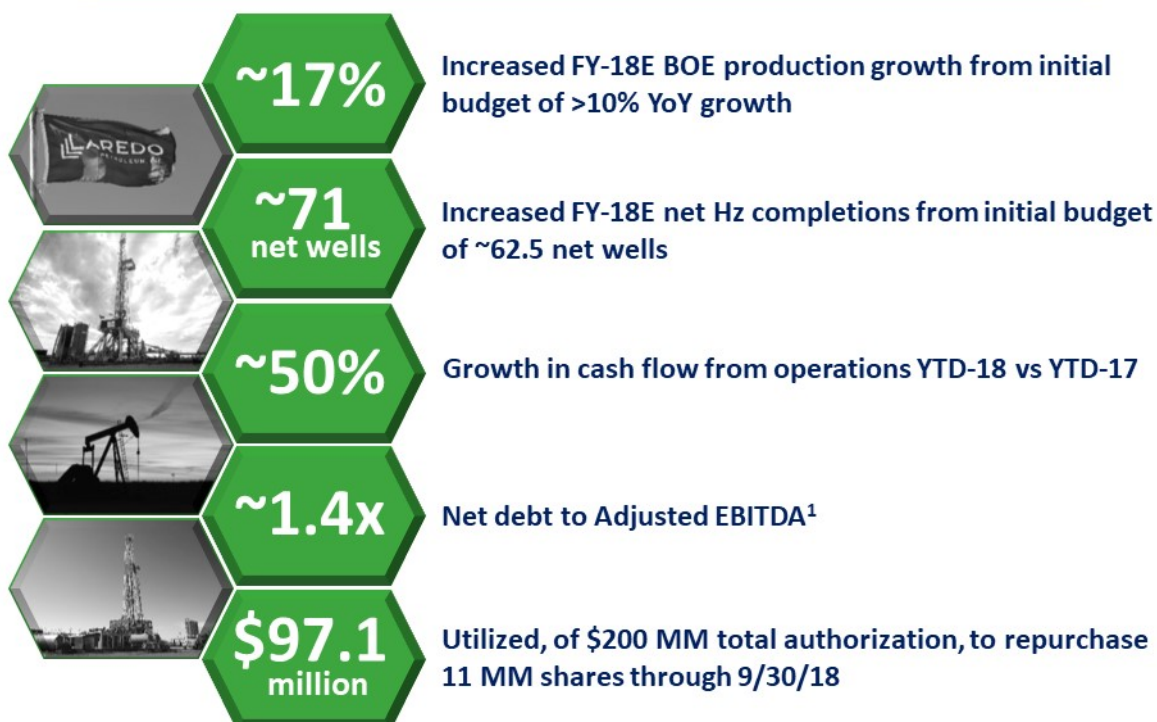 ~17%
Increased FY-18E BOE production growth from initial
budget of >10% YoY growth
LAREDO
PETROLEUM
~71
net wells
Increased FY-18E net Hz completions from initial budget
of ~62.5 net wells
~50%
Growth in cash flow from operations YTD-18 vs YTD-17
~1.4x
Net debt to Adjusted EBITDA¹
$97.1
million
Utilized, of $200 MM total authorization, to repurchase
11 MM shares through 9/30/18